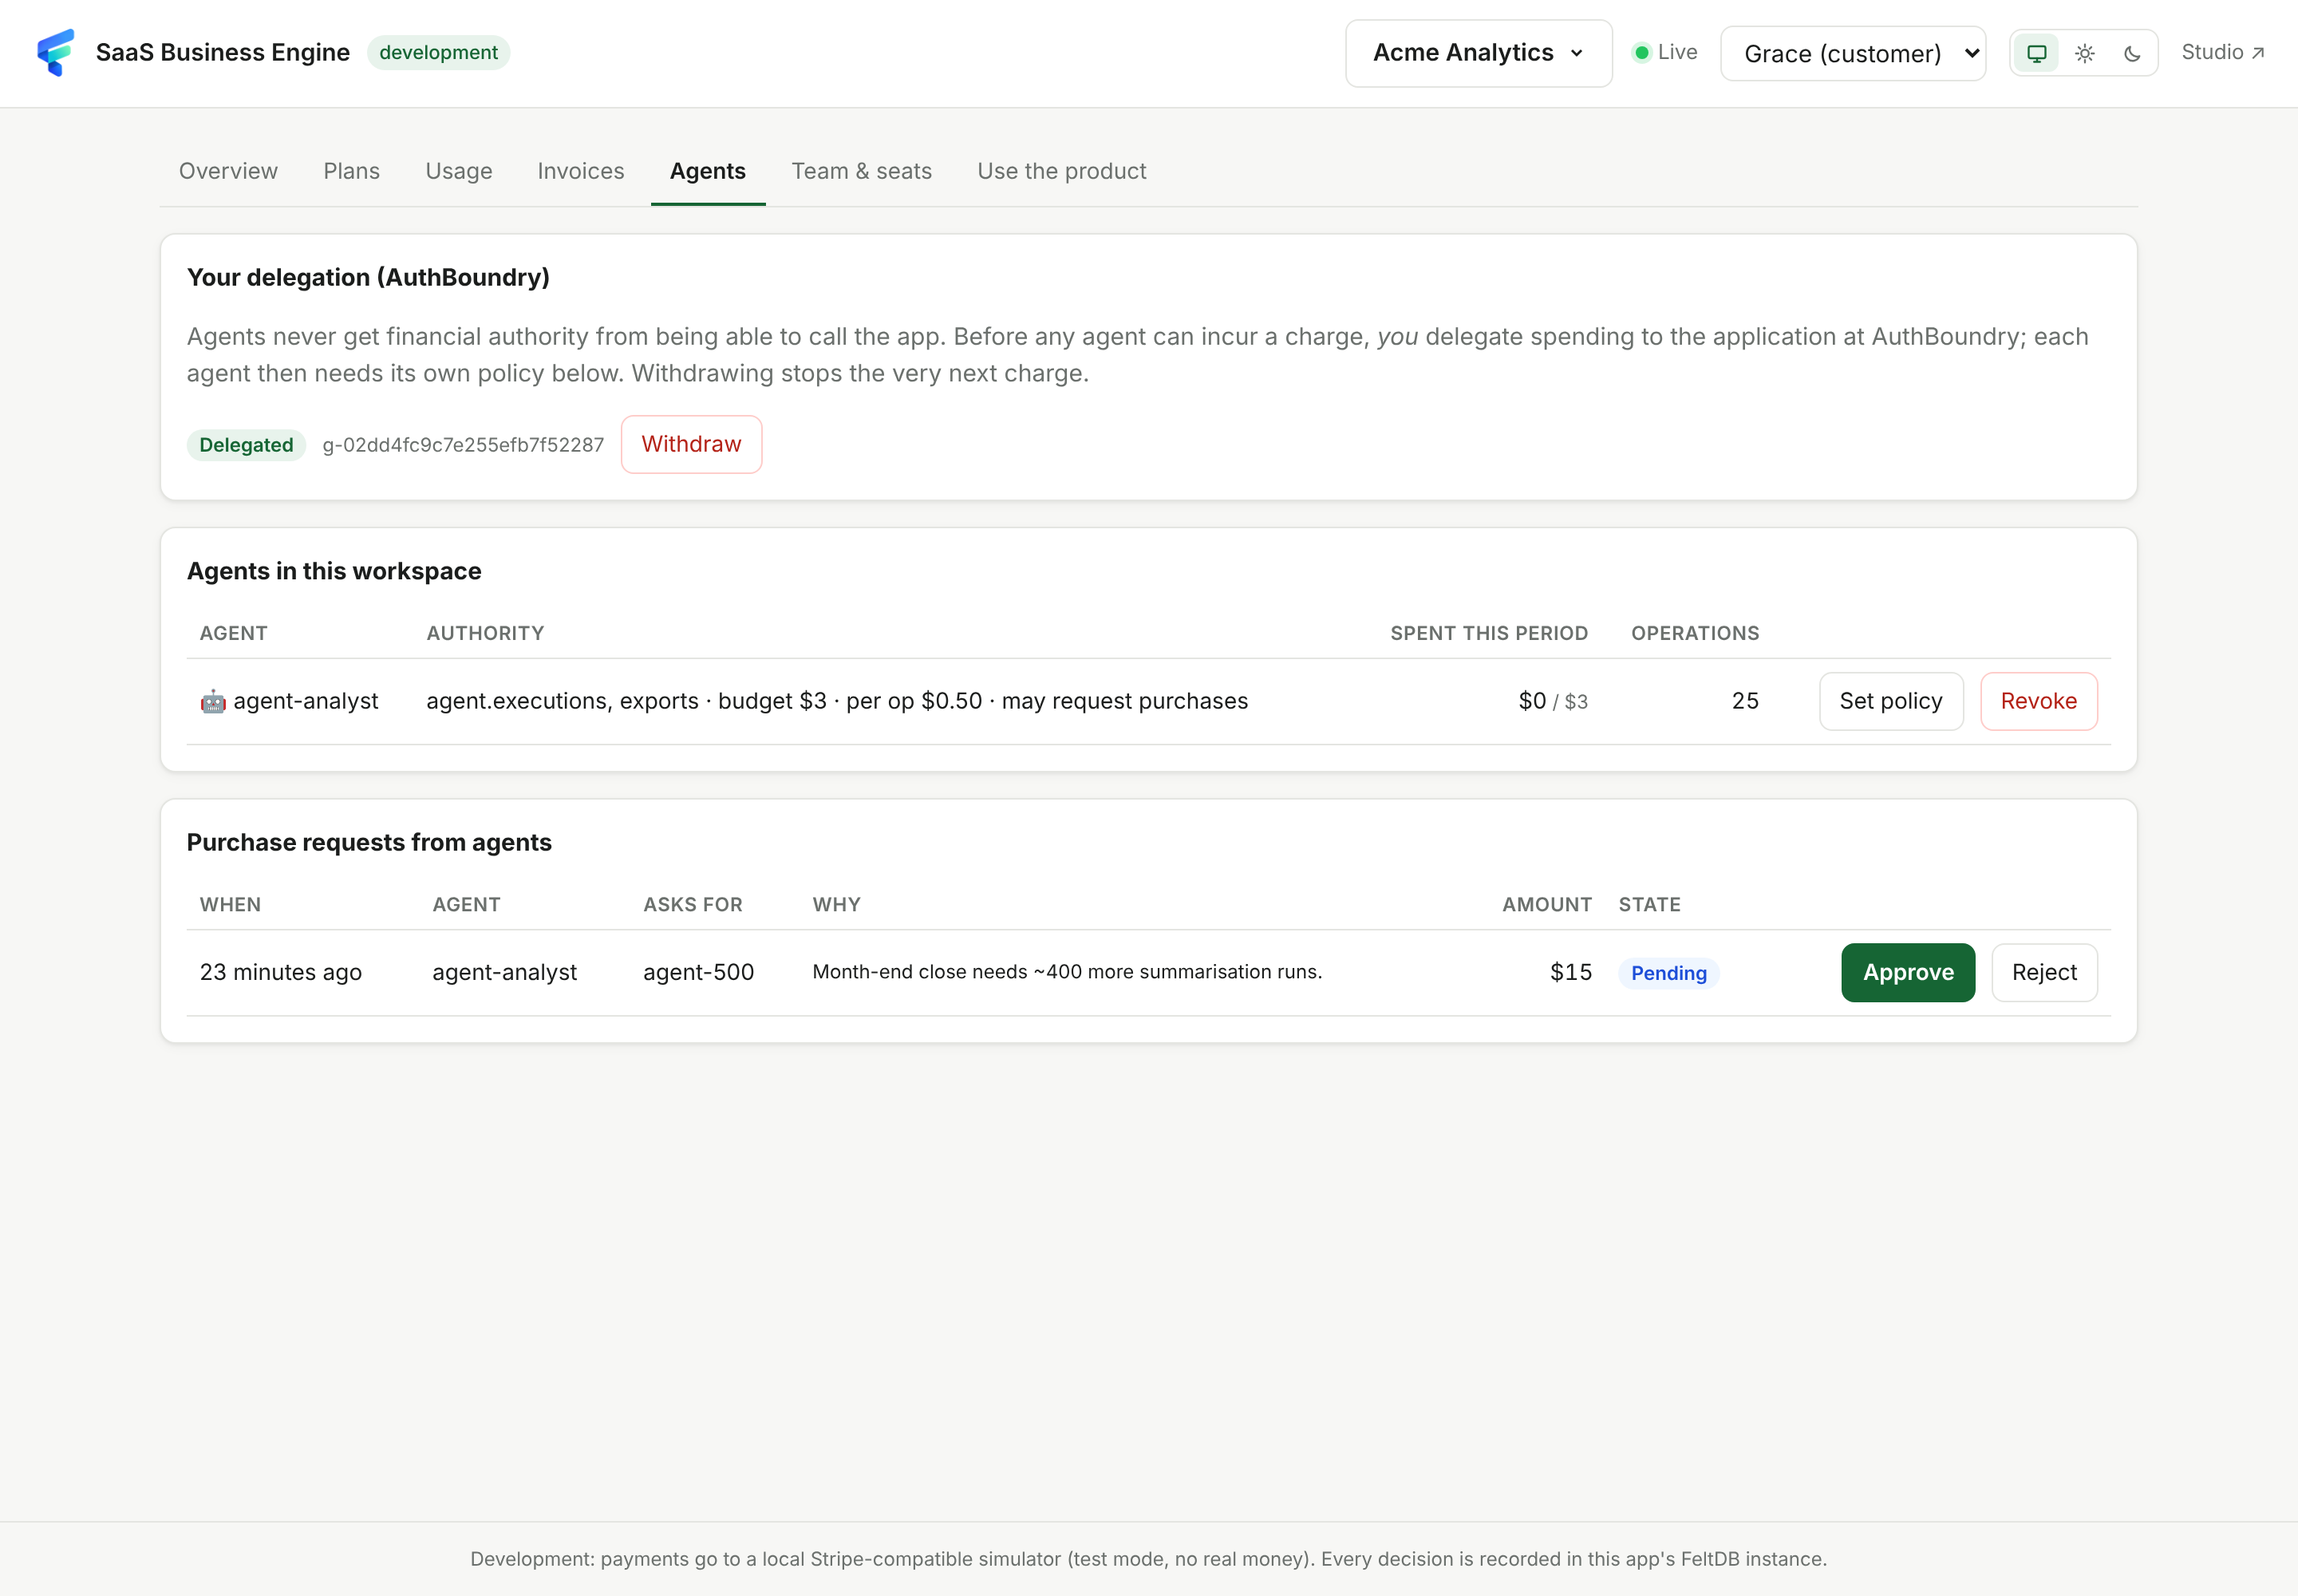 SaaS Business Engine development Acme Analytics Live Grace (customer) Studio ↗
Overview Plans Usage Invoices Agents Team & seats Use the product
Your delegation (AuthBoundry)
Agents never get financial authority from being able to call the app. Before any agent can incur a charge, you delegate spending to the application at AuthBoundry; each
agent then needs its own policy below. Withdrawing stops the very next charge.
Delegated g-02dd4fc9c7e255efb7f52287 Withdraw
Agents in this workspace
AGENT AUTHORITY SPENT THIS PERIOD OPERATIONS
🤖 agent-analyst agent.executions, exports · budget $3 · per op $0.50 · may request purchases $0 / $3 25 Set policy Revoke
Purchase requests from agents
WHEN AGENT ASKS FOR WHY AMOUNT STATE
23 minutes ago agent-analyst agent-500 Month-end close needs ~400 more summarisation runs. $15 Pending Approve Reject
Development: payments go to a local Stripe-compatible simulator (test mode, no real money). Every decision is recorded in this app's FeltDB instance.